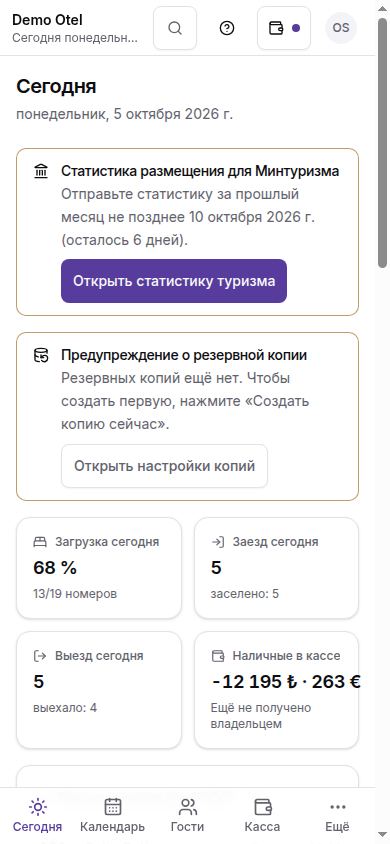 Demo Otel
Сегодня понедельн...
OS
Сегодня
понедельник, 5 октября 2026 г.
Статистика размещения для Минтуризма
Отправьте статистику за прошлый
месяц не позднее 10 октября 2026 г.
(осталось 6 дней).
Открыть статистику туризма
Предупреждение о резервной копии
Резервных копий ещё нет. Чтобы
создать первую, нажмите «Создать
копию сейчас».
Открыть настройки копий
Загрузка сегодня
68 %
13/19 номеров
Заезд сегодня
5
заселено: 5
Выезд сегодня
5
выехало: 4
Наличные в кассе
-12 195 ₺ · 263 €
Ещё не получено
владельцем
Сегодня
Календарь
Гости
Касса
Ещё